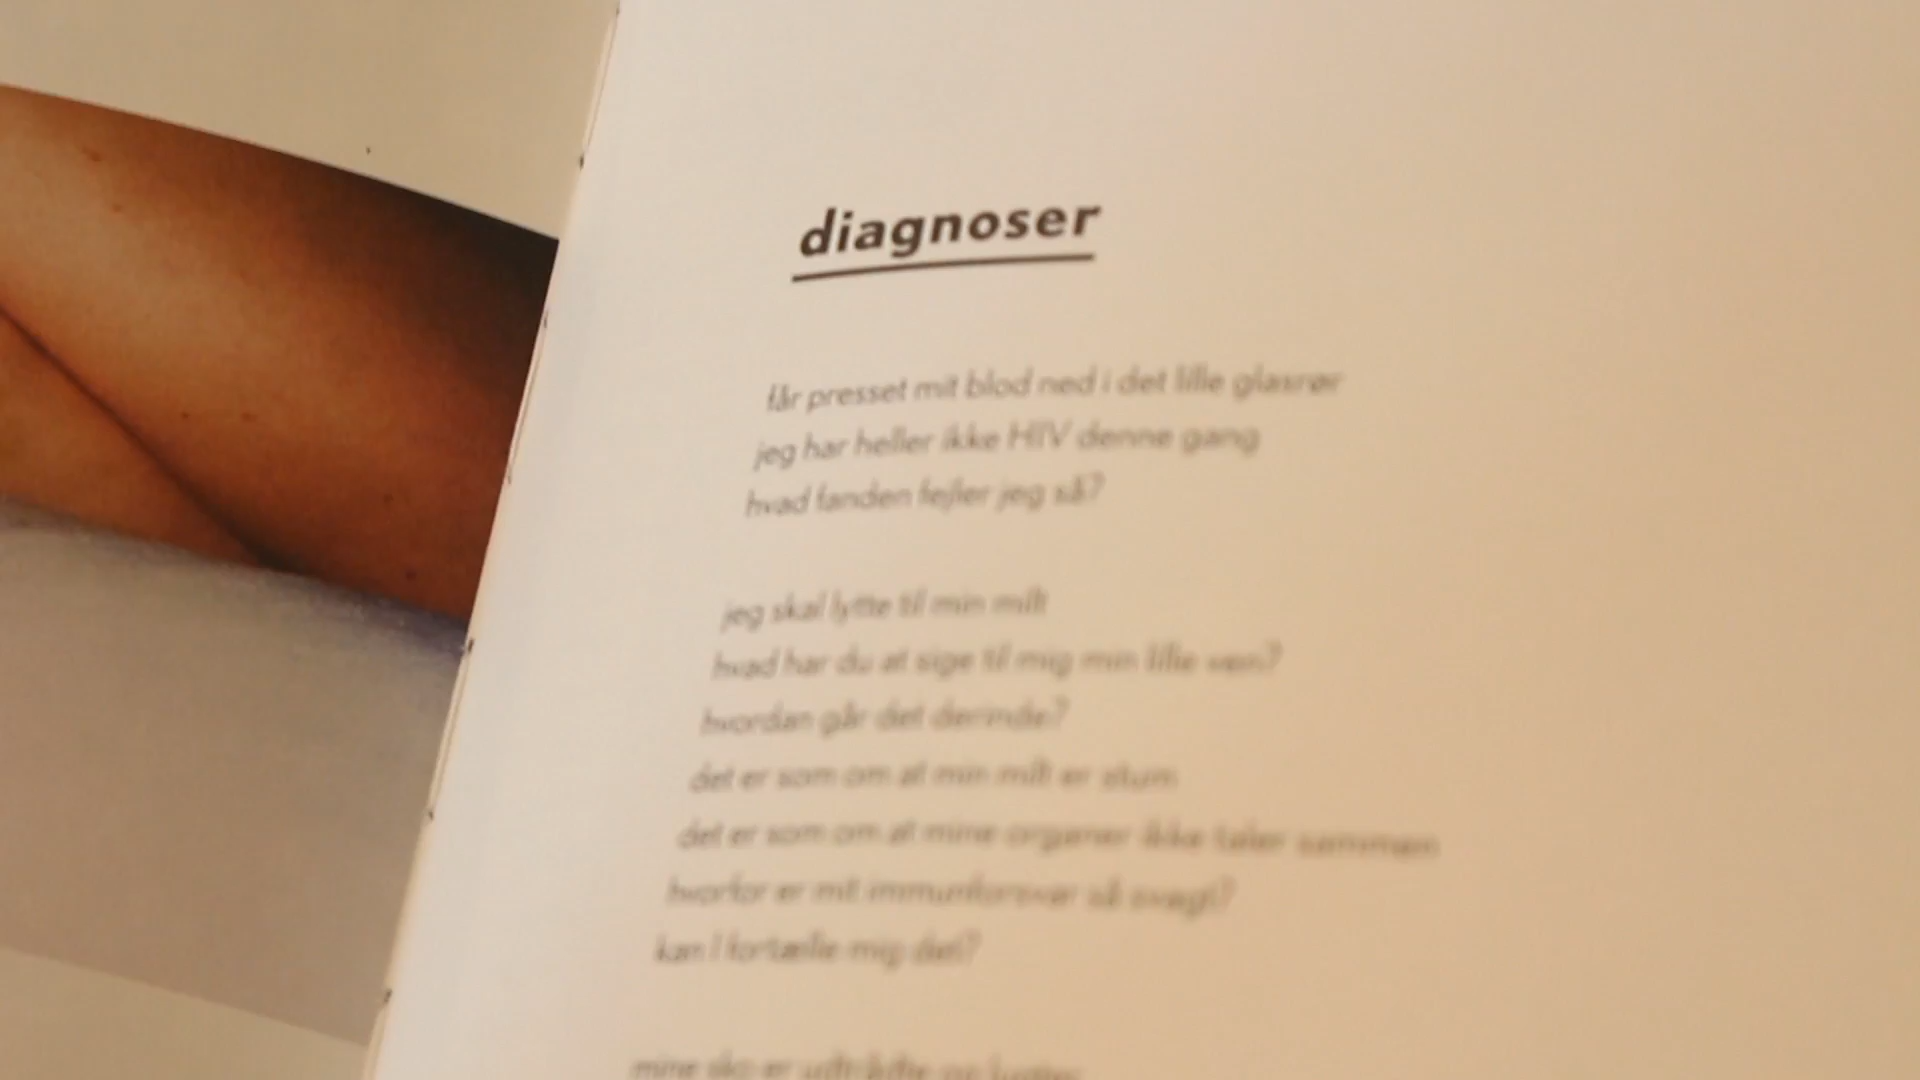 diagnoser
får presset mit blod ned i det lille glasrør
jeg har heller ikke HIV denne gang
hvad fanden fejler jeg så?
jeg skal lytte til min milt
hvad har du at sige til mig min lille ven?
hvordan går det derinde?
det er som om at min milt er stum
det er som om at mine organer ikke taler sammen
hvorfor er mit immunforsvar så svagt?
kan I fortælle mig det?
mine sko er